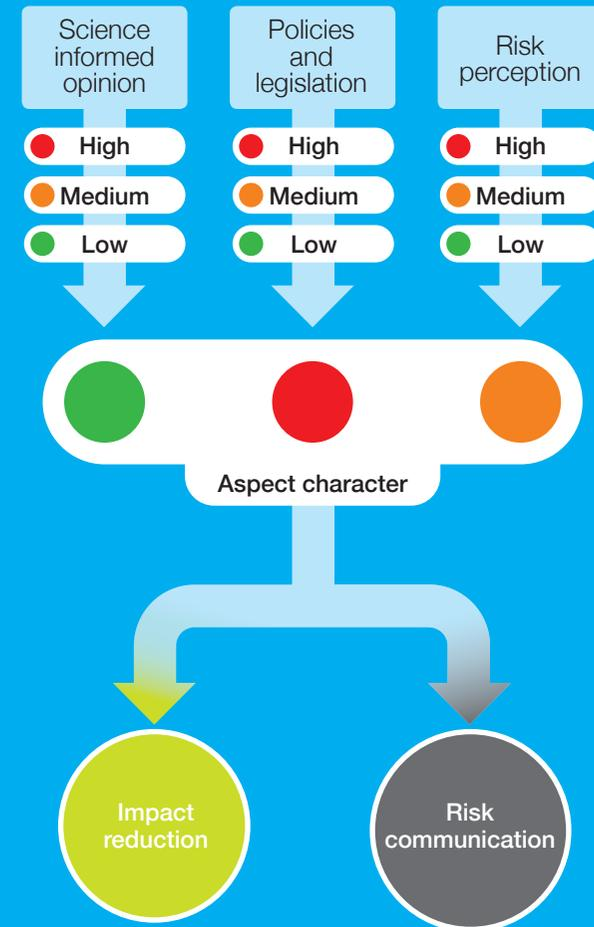 Science
informed
opinion
High
Medium
Low
Policies
and
legislation
High
Medium
Low
Risk
perception
High
Medium
Low
Aspect character
Impact
reduction
Risk
communication